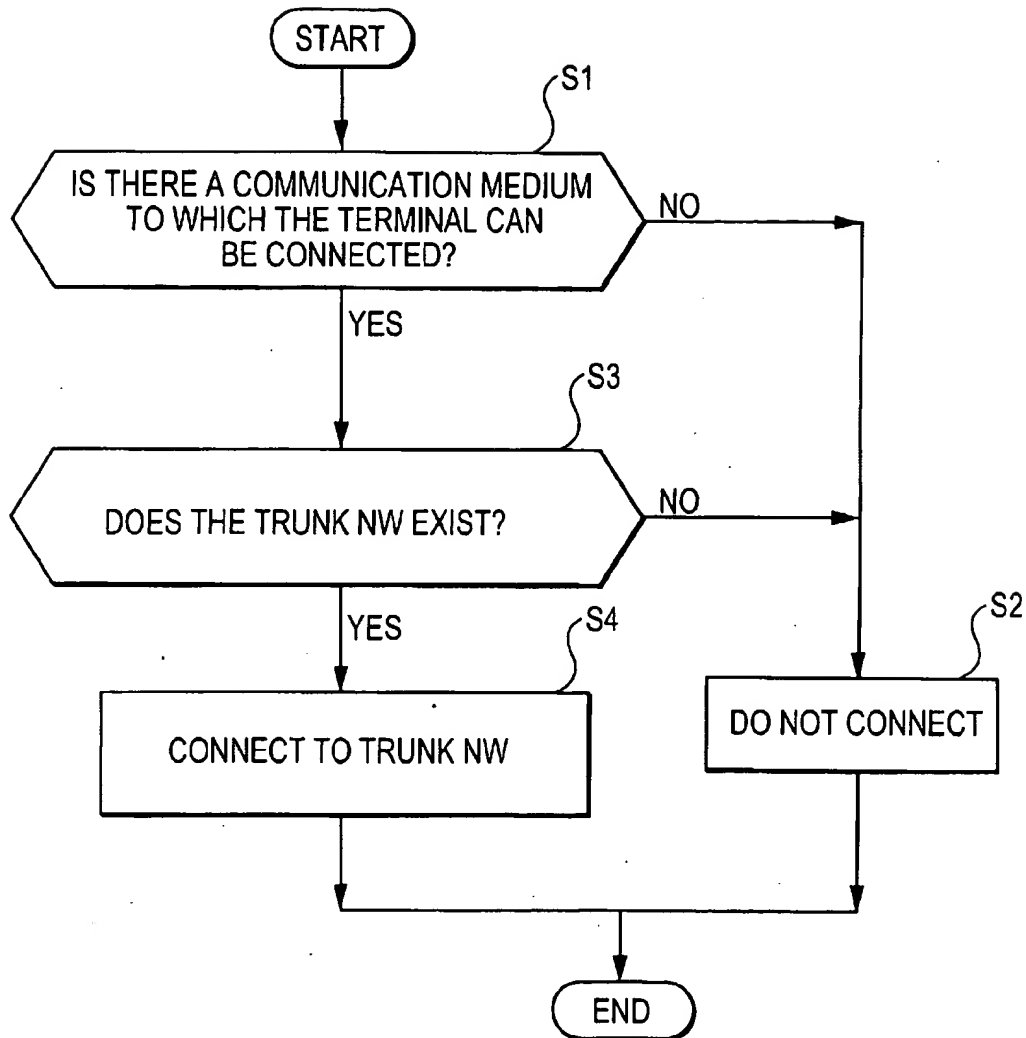 START
S1
IS THERE A COMMUNICATION MEDIUM
TO WHICH THE TERMINAL CAN
BE CONNECTED?
NO
YES
S3
DOES THE TRUNK NW EXIST?
NO
YES
S4
S2
CONNECT TO TRUNK NW
DO NOT CONNECT
END